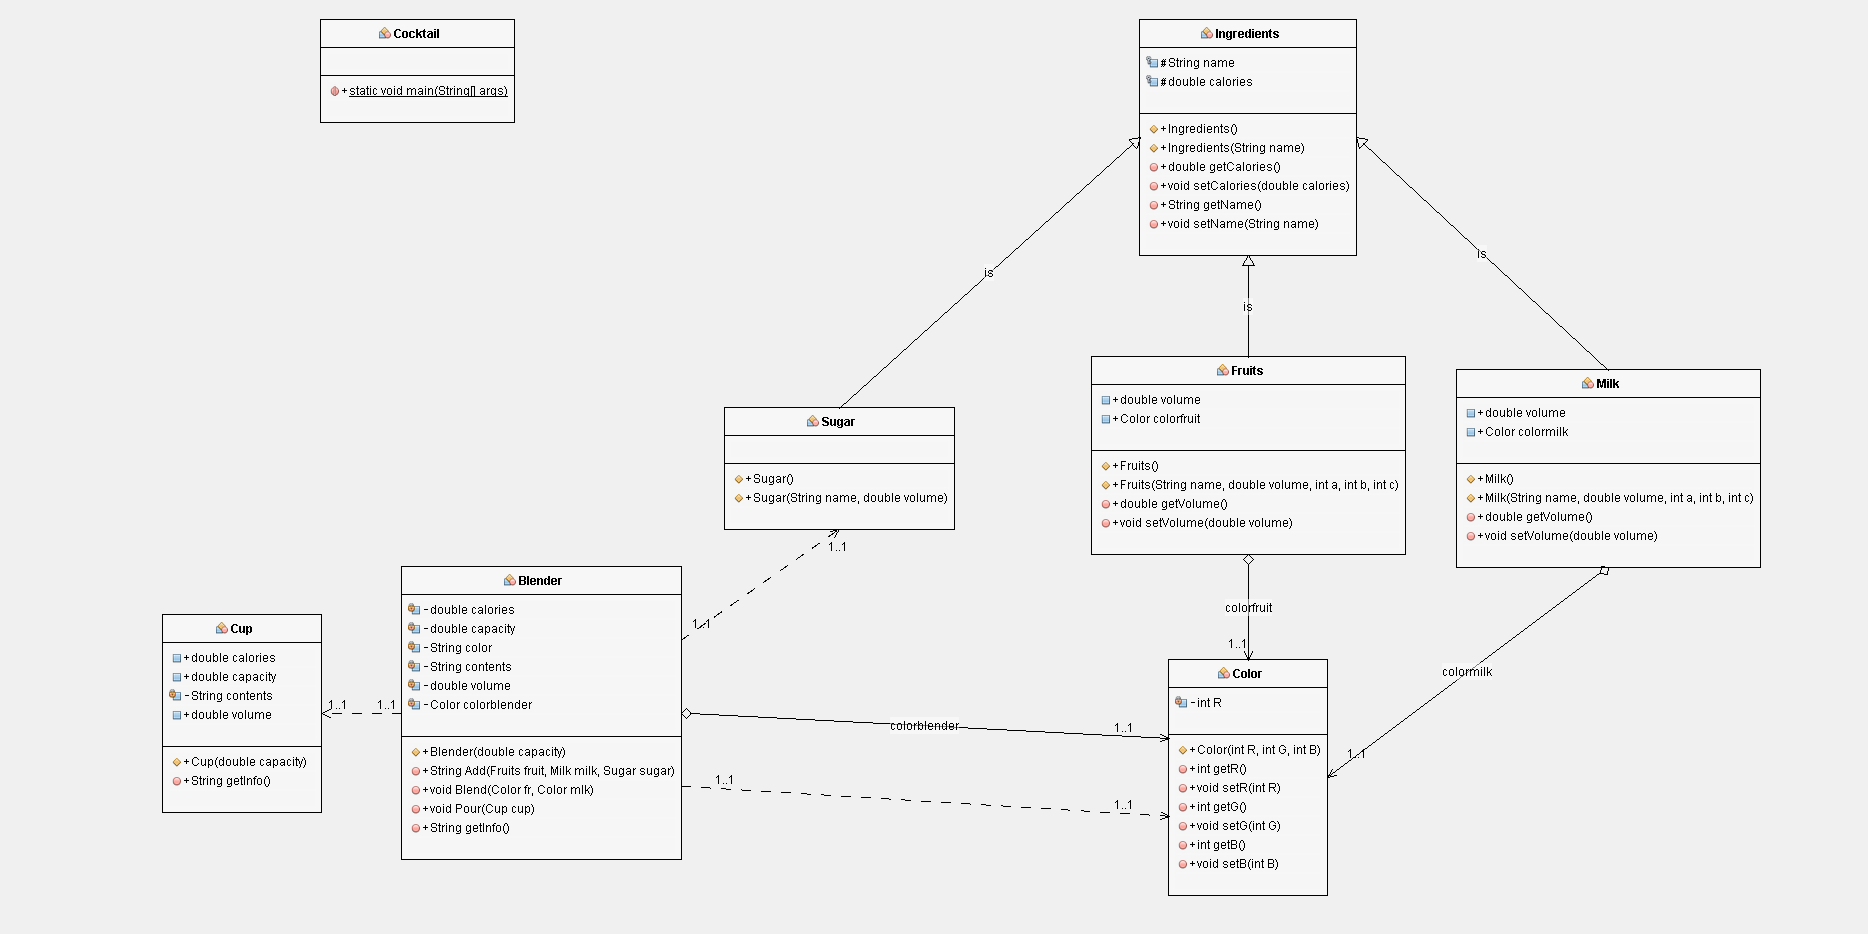 Cocktail
+static void main(String[] args)
Ingredients
#String name
#double calories
+Ingredients()
+Ingredients(String name)
+double getCalories()
+void setCalories(double calories)
+String getName()
+void setName(String name)
is
is
is
Fruits
+double volume
+Color colorfruit
+Fruits()
+Fruits(String name, double volume, int a, int b, int c)
+double getVolume()
+void setVolume(double volume)
Milk
+double volume
+Color colormilk
+Milk()
+Milk(String name, double volume, int a, int b, int c)
+double getVolume()
+void setVolume(double volume)
Sugar
+Sugar()
+Sugar(String name, double volume)
1..1
1..1
Blender
-double calories
-double capacity
-String color
-String contents
-double volume
-Color colorblender
+Blender(double capacity)
+String Add(Fruits fruit, Milk milk, Sugar sugar)
+void Blend(Color fr, Color mlk)
+void Pour(Cup cup)
+String getInfo()
Cup
+double calories
+double capacity
-String contents
+double volume
+Cup(double capacity)
+String getInfo()
1..1
1..1
colorfruit
1..1
colormilk
1..1
colorblender
1..1
1..1
1..1
Color
-int R
+Color(int R, int G, int B)
+int getR()
+void setR(int R)
+int getG()
+void setG(int G)
+int getB()
+void setB(int B)